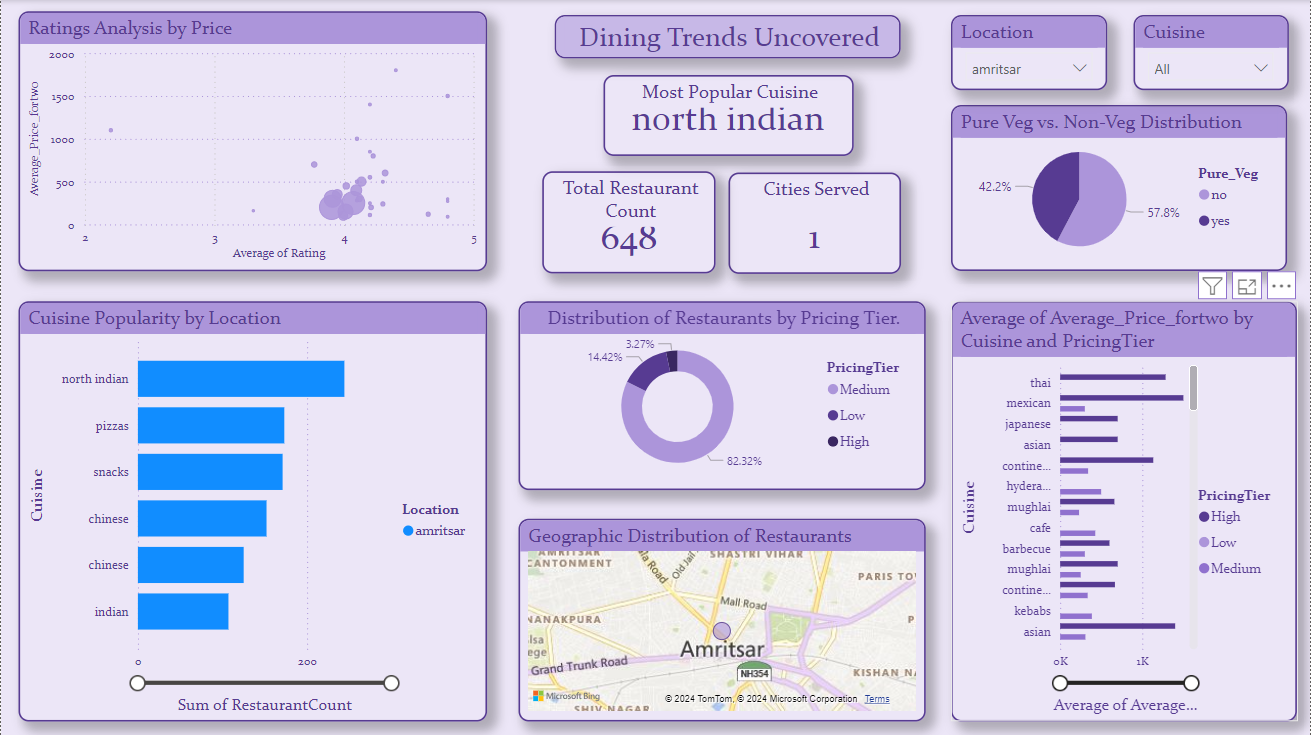 Ratings Analysis by Price
Average_Price_fortwo
2000
1500
1000
500
0
2
3
4
5
Average of Rating
Dining Trends Uncovered
Most Popular Cuisine
north indian
Total Restaurant
Count
648
Cities Served
1
Location
amritsar
Cuisine
All
Pure Veg vs. Non-Veg Distribution
42.2%
57.8%
Pure_Veg
no
yes
Cuisine Popularity by Location
Cuisine
north indian
pizzas
snacks
chinese
chinese
indian
0
200
Sum of RestaurantCount
Location
amritsar
Distribution of Restaurants by Pricing Tier.
3.27%
14.42%
82.32%
PricingTier
Medium
Low
High
Geographic Distribution of Restaurants
AMRITSAR
CANTONMENT
la Road
Old Jail
SHASTRI VIHAR
PARIS TOW
Mall Road
NANAKPURA
P
lsa
ege
Amritsar
Grand Trunk Road
NH354
KISHAN NA
Microsoft Bing
© 2024 TomTom, © 2024 Microsoft Corporation Terms
SHIV NAGAR
Average of Average_Price_fortwo by
Cuisine and PricingTier
Cuisine
thai
mexican
japanese
asian
contine...
hydera...
mughlai
cafe
barbecue
mughlai
contine...
kebabs
asian
0K
1K
Average of Average...
PricingTier
High
Low
Medium